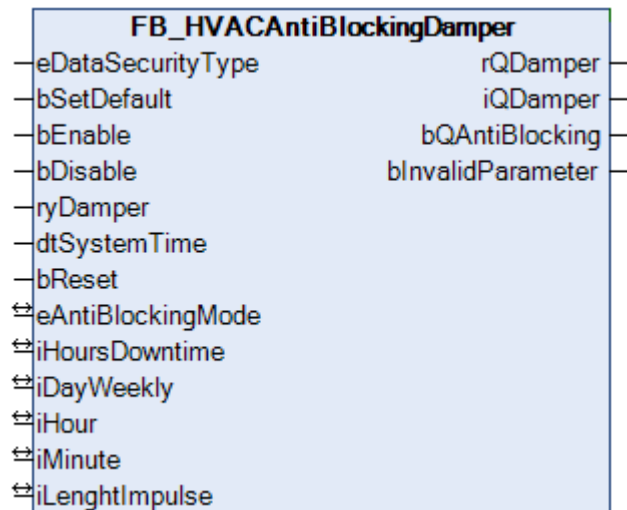 FB_HVACAntiBlockingDamper
eDataSecurityType rQDamper
bSetDefault iQDamper
bEnable bQAntiBlocking
bDisable bInvalidParameter
ryDamper
dtSystemTime
bReset
eAntiBlockingMode
iHoursDowntime
iDayWeekly
iHour
iMinute
iLenghtImpulse